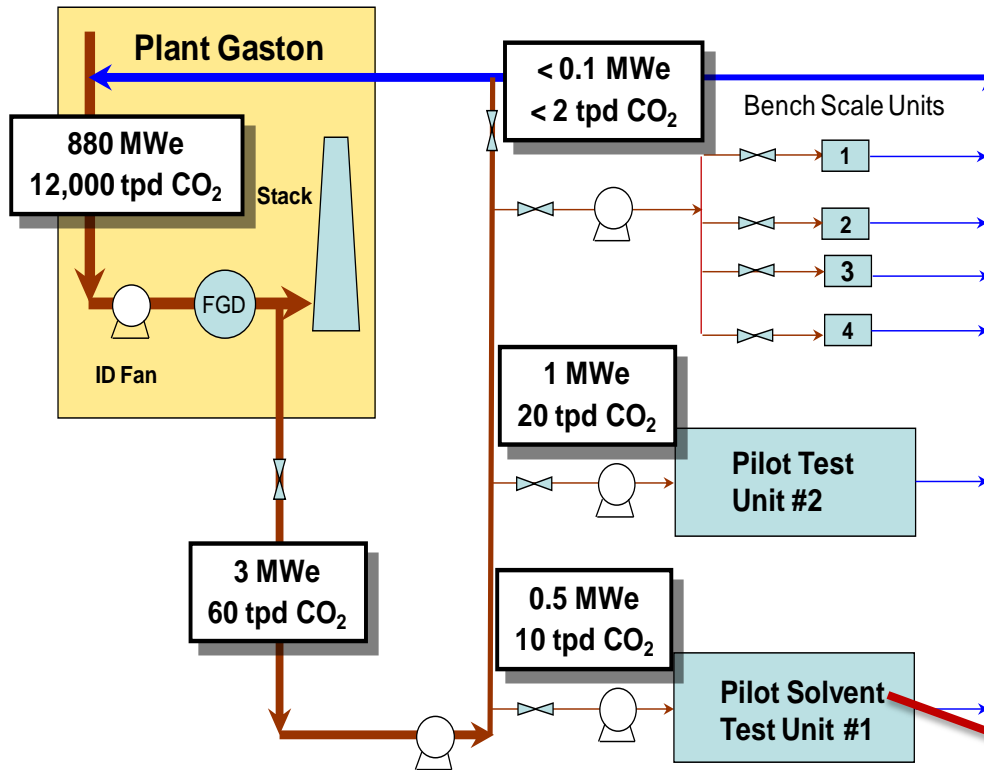 Plant Gaston
< 0.1 MWe
< 2 tpd CO₂
Bench Scale Units
880 MWe
12,000 tpd CO₂
Stack
1
2
3
4
FGD
ID Fan
1 MWe
20 tpd CO₂
Pilot Test
Unit #2
3 MWe
60 tpd CO₂
0.5 MWe
10 tpd CO₂
Pilot Solvent
Test Unit #1